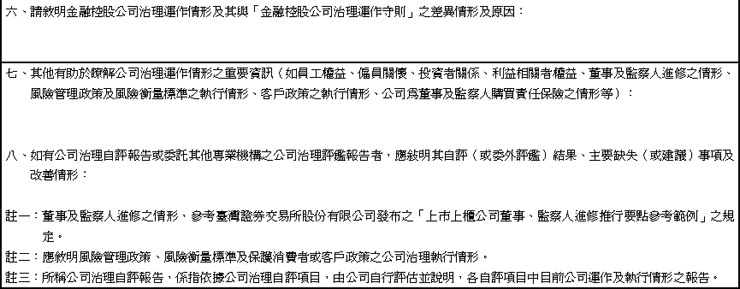 六、請敘明金融控股公司治理運作情形及其與「金融控股公司治理運作守則」之差異情形及原因：
七、其他有助於瞭解公司治理運作情形之重要資訊（如員工權益、僱員關懷、投資者關係、利益相關者權益、董事及監察人進修之情形、
風險管理政策及風險衡量標準之執行情形、客戶政策之執行情形、公司為董事及監察人購買責任保險之情形等）：
八、如有公司治理自評報告或委託其他專業機構之公司治理評鑑報告者，應敘明其自評（或委外評鑑）結果、主要缺失（或建議）事項及
改善情形：
註一：董事及監察人進修之情形，參考臺灣證券交易所股份有限公司發布之「上市上櫃公司董事、監察人進修推行要點參考範例」之規
定。
註二：應敘明風險管理政策、風險衡量標準及保護消費者或客戶政策之公司治理執行情形。
註三：所稱公司治理自評報告，係指依據公司治理自評項目，由公司自行評估並說明，各自評項目中目前公司運作及執行情形之報告。